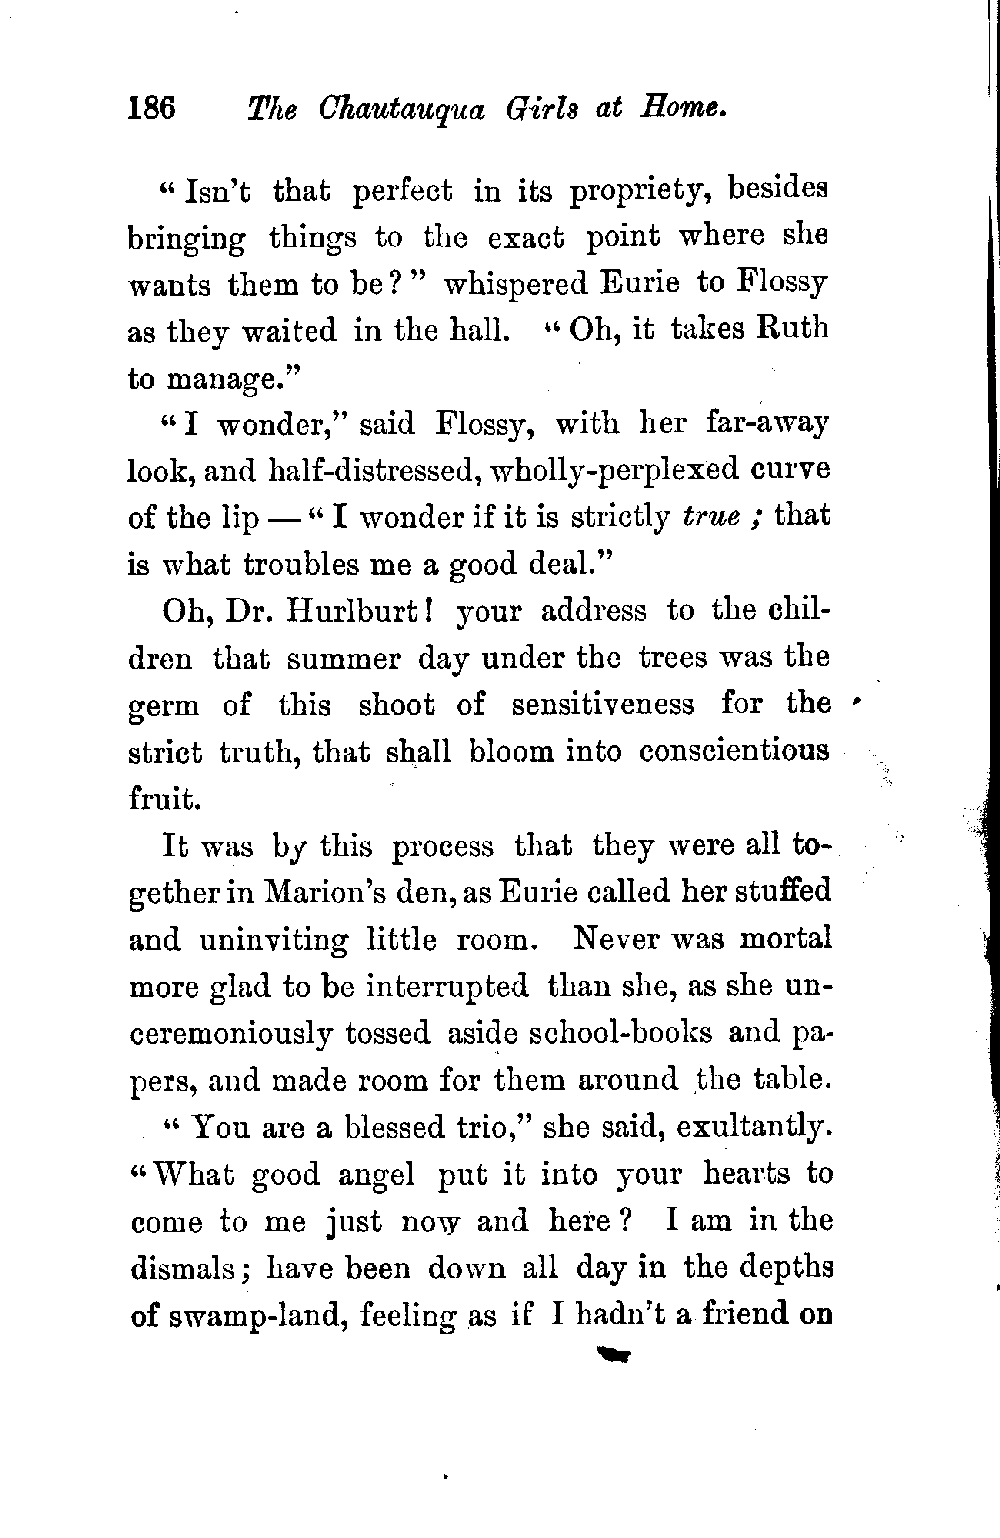 186 The Chautauqua Girls at Home.
“Isn’t that perfect in its propriety, besides
bringing things to the exact point where she
wants them to be?” whispered Eurie to Flossy
as they waited in the hall. “Oh, it takes Ruth
to manage.”
“I wonder,” said Flossy, with her far-away
look, and half-distressed, wholly-perplexed curve
of the lip — “I wonder if it is strictly true; that
is what troubles me a good deal.”
Oh, Dr. Hurlburt! your address to the chil-
dren that summer day under the trees was the
germ of this shoot of sensitiveness for the
strict truth, that shall bloom into conscientious
fruit.
It was by this process that they were all to-
gether in Marion’s den, as Eurie called her stuffed
and uninviting little room. Never was mortal
more glad to be interrupted than she, as she un-
ceremoniously tossed aside school-books and pa-
pers, and made room for them around the table.
“You are a blessed trio,” she said, exultantly.
“What good angel put it into your hearts to
come to me just now and here? I am in the
dismals; have been down all day in the depths
of swamp-land, feeling as if I hadn’t a friend on